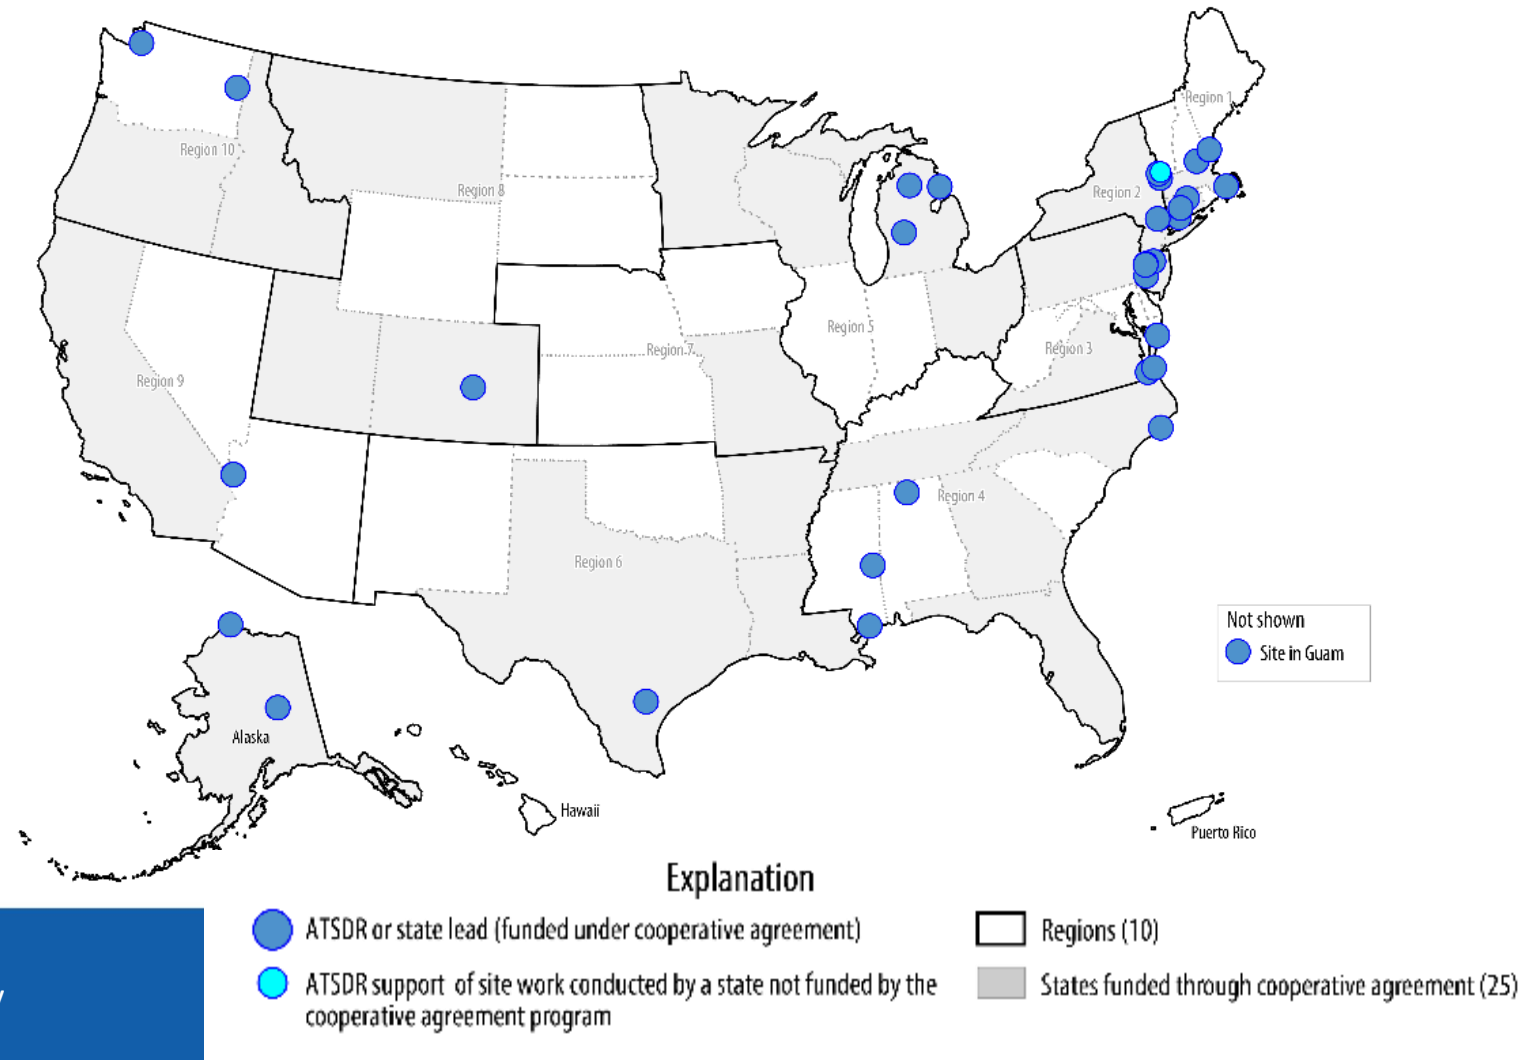 Region 1
Region 10
Region 8
Region 2
Region 5
Region 7
Region 3
Region 9
Region 4
Region 6
Not shown
Site in Guam
Alaska
Hawaii
Puerto Rico
Explanation
ATSDR or state lead (funded under cooperative agreement)
Regions (10)
ATSDR support of site work conducted by a state not funded by the
cooperative agreement program
States funded through cooperative agreement (25)